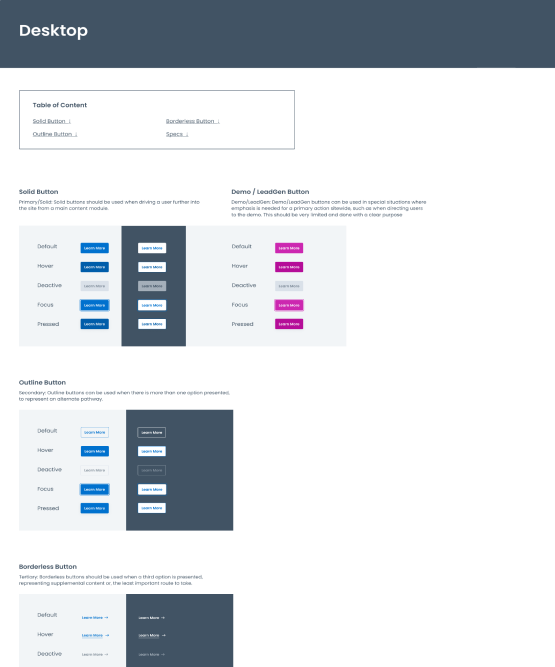 Desktop
Table of Content
Solid Button ↓
Borderless Button ↓
Outline Button ↓
Specs ↓
Solid Button
Primary/Solid: Solid buttons should be used when driving a user further into
the site from a main content module.
Demo / LeadGen Button
Demo/LeadGen: Demo/LeadGen buttons can be used in special situations where
emphasis is needed for a primary action sitewide, such as when directing users
to the demo. This should be very limited and done with a clear purpose
Default Learn More Learn More Default Learn More
Hover Learn More Learn More Hover Learn More
Deactive Learn More Learn More Deactive Learn More
Focus Learn More Learn More Focus Learn More
Pressed Learn More Learn More Pressed Learn More
Outline Button
Secondary: Outline buttons can be used when there is more than one option presented,
to represent an alternate pathway.
Default Learn More Learn More
Hover Learn More Learn More
Deactive Learn More Learn More
Focus Learn More Learn More
Pressed Learn More Learn More
Borderless Button
Teritary: Borderless buttons should be used when a third option is presented,
representing supplemental content or, the least important route to take.
Default Learn More → Learn More →
Hover Learn More → Learn More →
Deactive Learn More → Learn More →